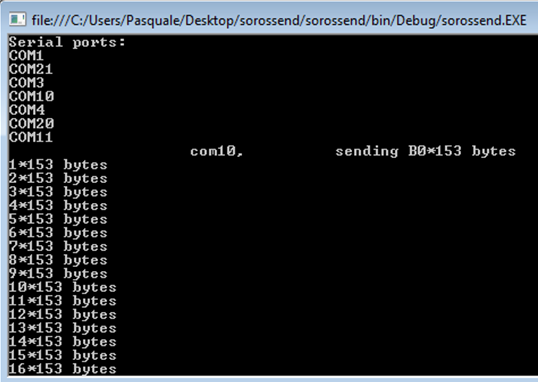 file:///C:/Users/Pasquale/Desktop/sorossend/sorossend/bin/Debug/sorossend.EXE
Serial ports:
COM1
COM21
COM3
COM10
COM4
COM20
COM11
com10, sending B0*153 bytes
1*153 bytes
2*153 bytes
3*153 bytes
4*153 bytes
5*153 bytes
6*153 bytes
7*153 bytes
8*153 bytes
9*153 bytes
10*153 bytes
11*153 bytes
12*153 bytes
13*153 bytes
14*153 bytes
15*153 bytes
16*153 bytes